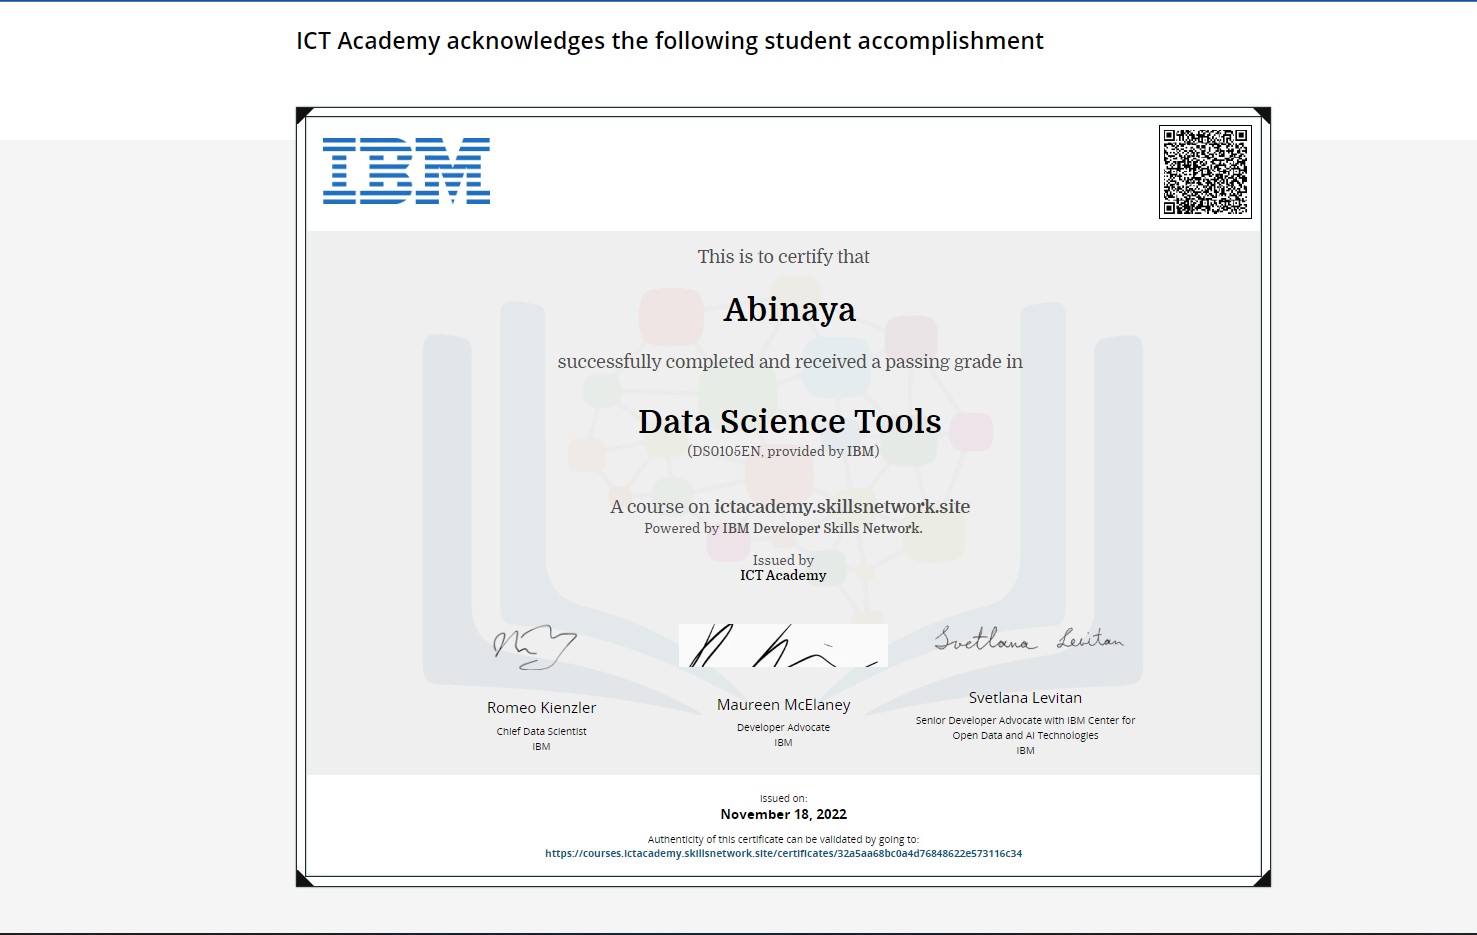 ICT Academy acknowledges the following student accomplishment
IBM
This is to certify that
Abinaya
successfully completed and received a passing grade in
Data Science Tools
(DS0105EN, provided by IBM)
A course on ictacademy.skillsnetwork.site
Powered by IBM Developer Skills Network.
Issued by
ICT Academy
Svetlana Levitan
Romeo Kienzler
Chief Data Scientist
IBM
Maureen McElaney
Developer Advocate
IBM
Svetlana Levitan
Senior Developer Advocate with IBM Center for
Open Data and AI Technologies
IBM
Issued on:
November 18, 2022
Authenticity of this certificate can be validated by going to:
https://courses.ictacademy.skillsnetwork.site/certificates/32a5aa68bc0a4d76848622e573116c34